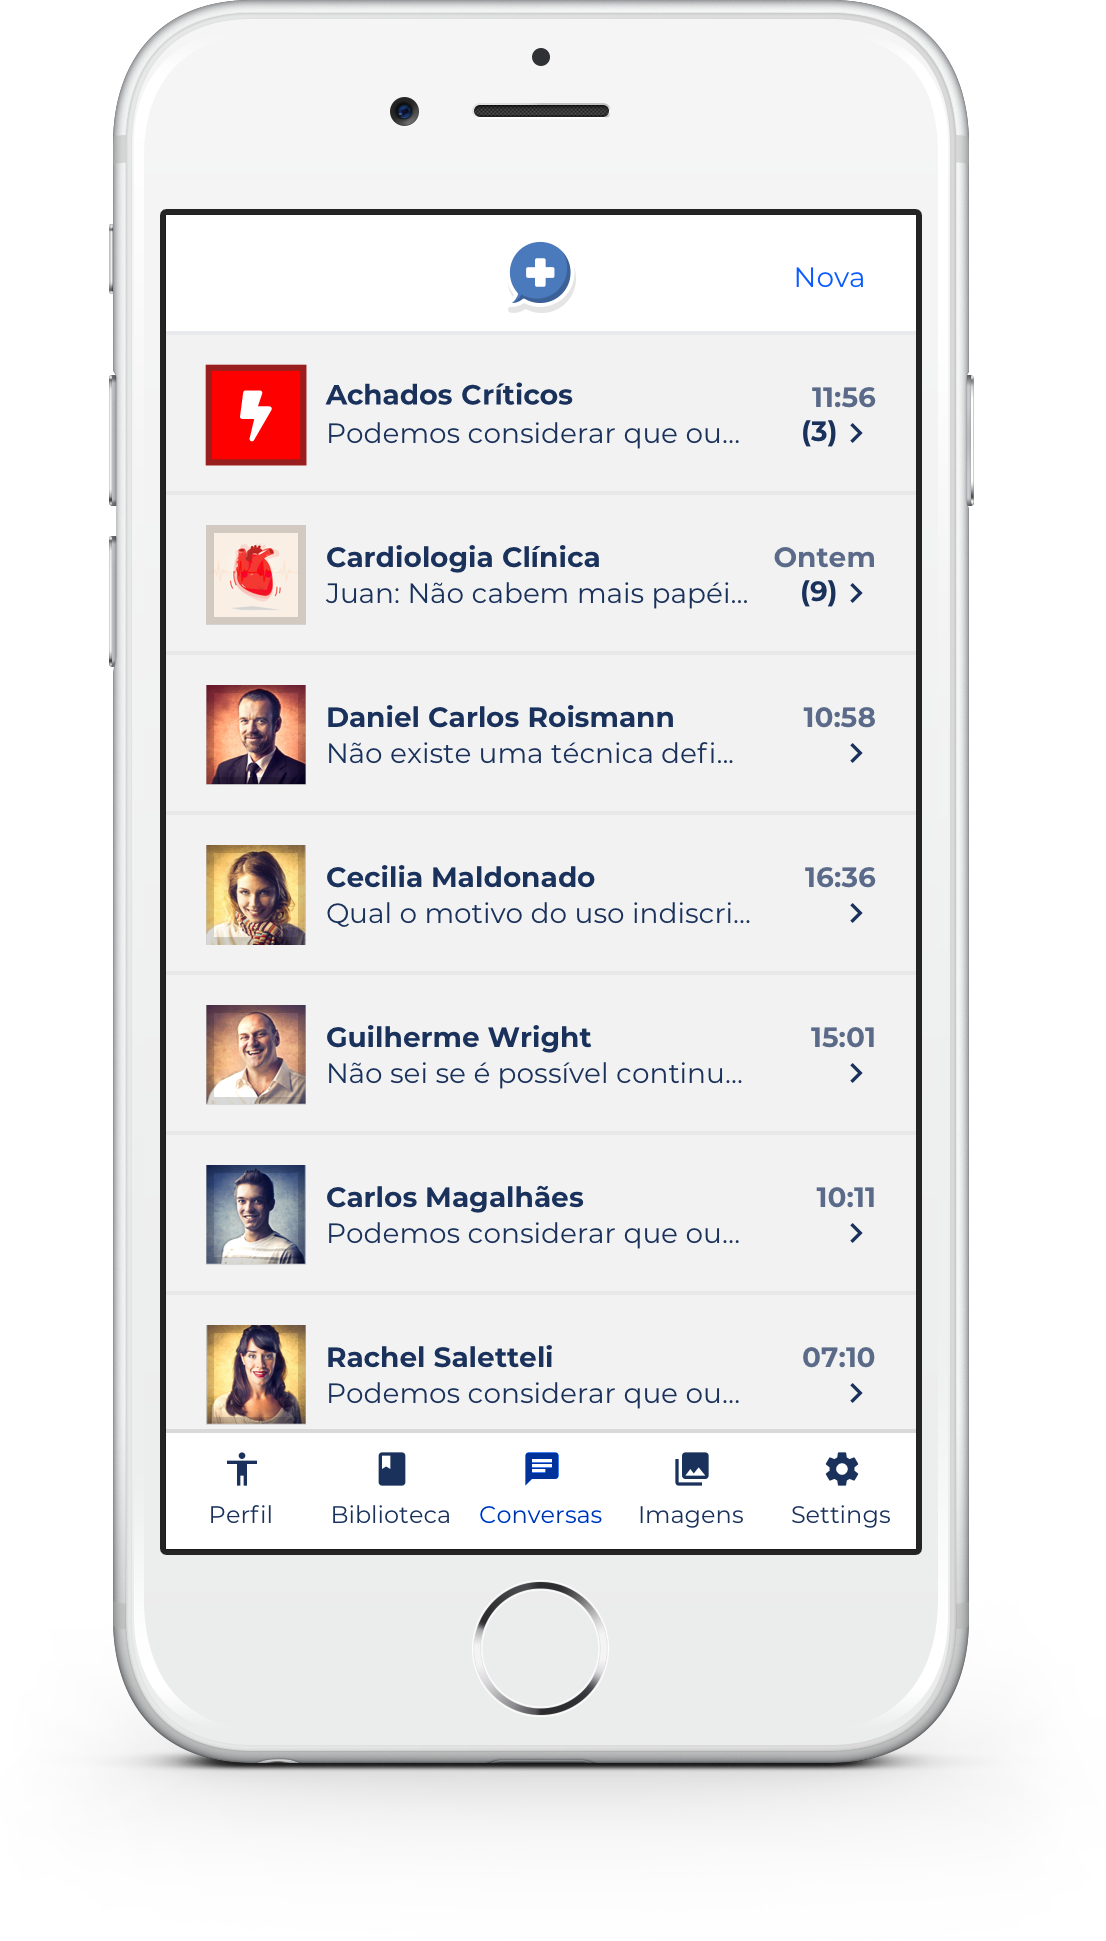 Nova
Achados Críticos
11:56
Podemos considerar que ou...
(3)
Cardiologia Clínica
Ontem
Juan: Não cabem mais papéi...
(9)
Daniel Carlos Roismann
10:58
Não existe uma técnica defi...
Cecilia Maldonado
16:36
Qual o motivo do uso indiscri...
Guilherme Wright
15:01
Não sei se é possível continu...
Carlos Magalhães
10:11
Podemos considerar que ou...
Rachel Saletteli
07:10
Podemos considerar que ou...
Perfil
Biblioteca
Conversas
Imagens
Settings